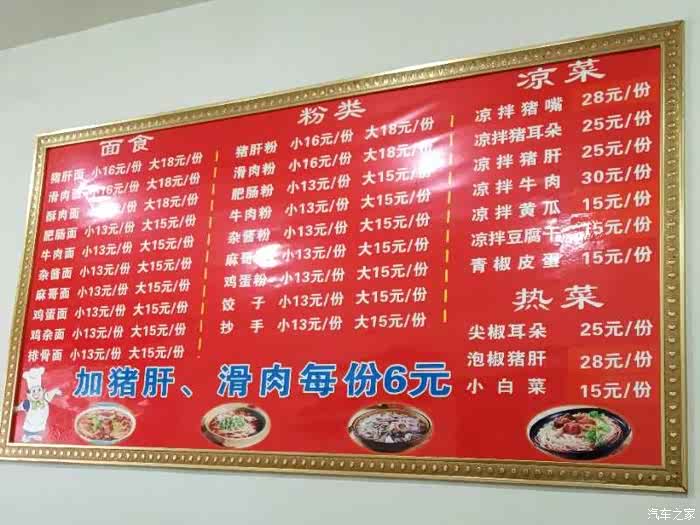 面食
猪肝面 小16元/份 大18元/份
滑肉面 小16元/份 大18元/份
酥肉面 小16元/份 大18元/份
肥肠面 小13元/份 大15元/份
牛肉面 小13元/份 大15元/份
杂酱面 小13元/份 大15元/份
麻哥面 小13元/份 大15元/份
鸡蛋面 小13元/份 大15元/份
鸡杂面 小13元/份 大15元/份
排骨面 小13元/份 大15元/份
粉类
猪肝粉 小16元/份 大18元/份
滑肉粉 小16元/份 大18元/份
肥肠粉 小13元/份 大15元/份
牛肉粉 小13元/份 大15元/份
杂酱粉 小13元/份 大15元/份
麻哥粉 小13元/份 大15元/份
鸡蛋粉 小13元/份 大15元/份
饺子 小13元/份 大15元/份
抄手 小13元/份 大15元/份
凉菜
凉拌猪嘴 28元/份
凉拌猪耳朵 25元/份
凉拌猪肝 25元/份
凉拌牛肉 30元/份
凉拌黄瓜 15元/份
凉拌豆腐干 15元/份
青椒皮蛋 15元/份
热菜
尖椒耳朵 25元/份
泡椒猪肝 28元/份
小白菜 15元/份
加猪肝、滑肉每份6元
汽车之家